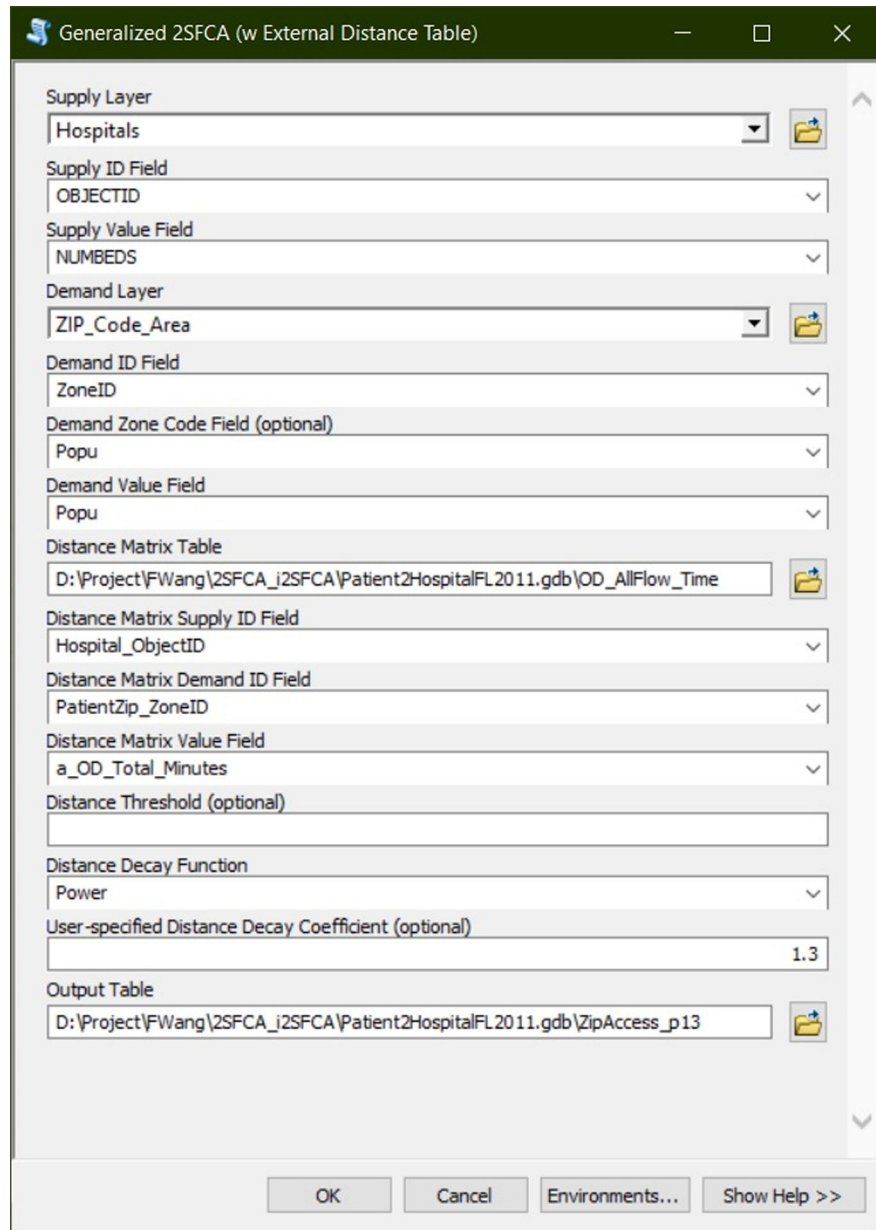 Generalized 2SFCA (w External Distance Table)
Supply Layer
Hospitals
Supply ID Field
OBJECTID
Supply Value Field
NUMBEDS
Demand Layer
ZIP_Code_Area
Demand ID Field
ZoneID
Demand Zone Code Field (optional)
Popu
Demand Value Field
Popu
Distance Matrix Table
D:\Project\FWang\2SFCA_i2SFCA\Patient2HospitalFL2011.gdb\OD_AllFlow_Time
Distance Matrix Supply ID Field
Hospital_ObjectID
Distance Matrix Demand ID Field
PatientZip_ZoneID
Distance Matrix Value Field
a_OD_Total_Minutes
Distance Threshold (optional)
Distance Decay Function
Power
User-specified Distance Decay Coefficient (optional)
1.3
Output Table
D:\Project\FWang\2SFCA_i2SFCA\Patient2HospitalFL2011.gdb\ZipAccess_p13
OK Cancel Environments... Show Help >>